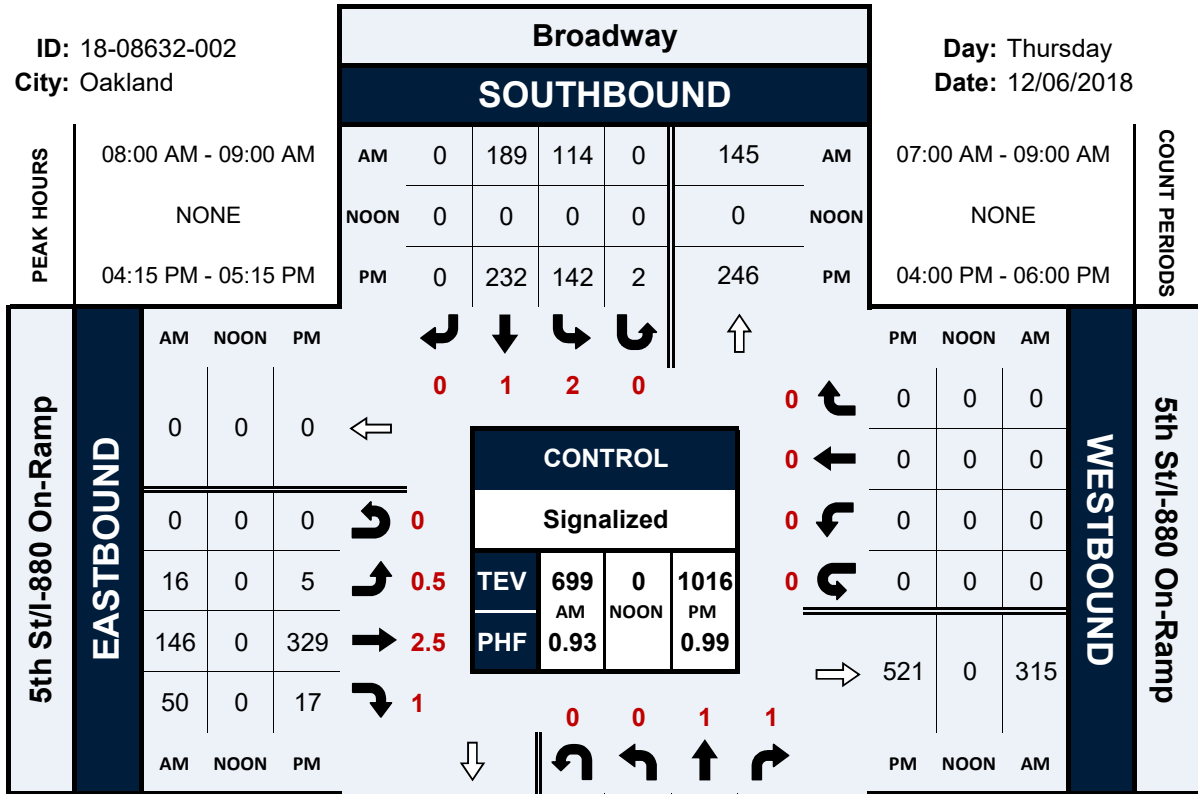 ID: 18-08632-002
City: Oakland
Broadway
SOUTHBOUND
Day: Thursday
Date: 12/06/2018
PEAK HOURS
08:00 AM - 09:00 AM
NONE
04:15 PM - 05:15 PM
AM 0 189 114 0 145 AM
NOON 0 0 0 0 0 NOON
PM 0 232 142 2 246 PM
07:00 AM - 09:00 AM
NONE
04:00 PM - 06:00 PM
COUNT PERIODS
0 1 2 0
5th St/I-880 On-Ramp
EASTBOUND
AM NOON PM
0 0 0
0 0 0 0
16 0 5 0.5
146 0 329 2.5
50 0 17 1
AM NOON PM
CONTROL
Signalized
TEV 699 0 1016
AM NOON PM
PHF 0.93 0.99
PM NOON AM
0 0 0 0
0 0 0 0
0 0 0 0
0 0 0 0
521 0 315
PM NOON AM
WESTBOUND
5th St/I-880 On-Ramp
0 0 1 1